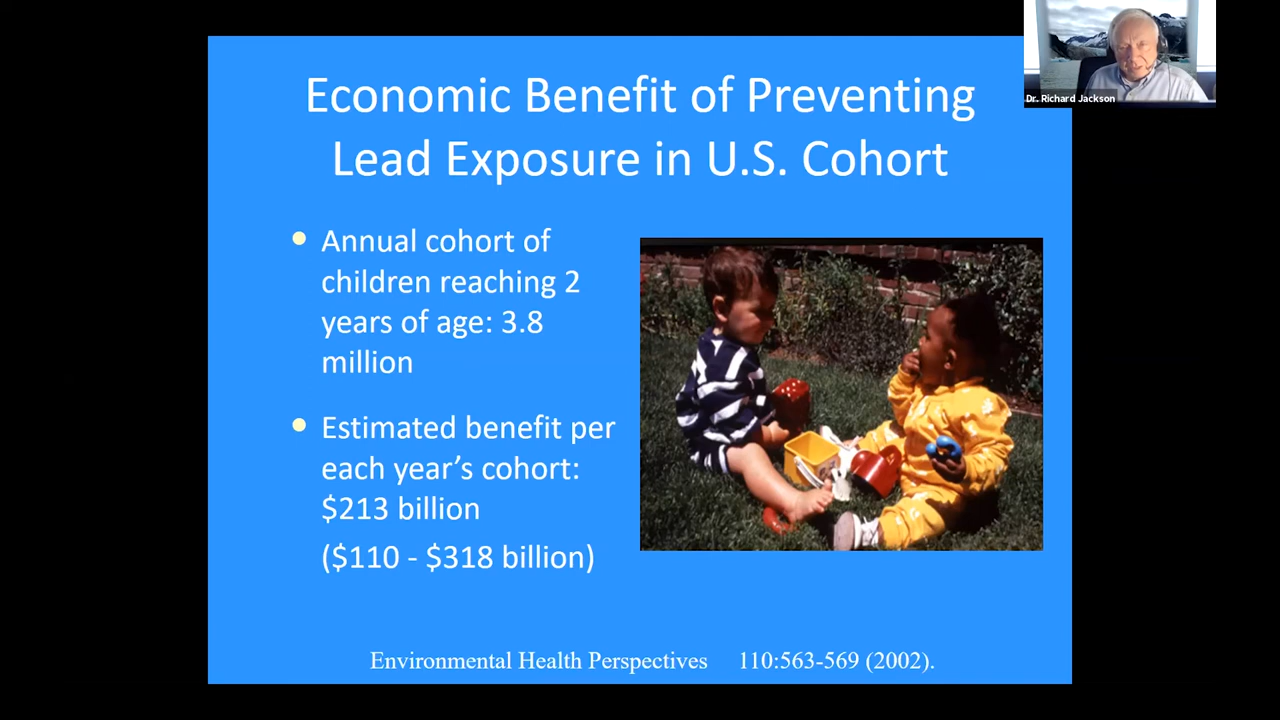 Economic Benefit of Preventing
Lead Exposure in U.S. Cohort
Dr. Richard Jackson
• Annual cohort of
children reaching 2
years of age: 3.8
million
• Estimated benefit per
each year’s cohort:
$213 billion
($110 - $318 billion)
Environmental Health Perspectives 110:563-569 (2002).